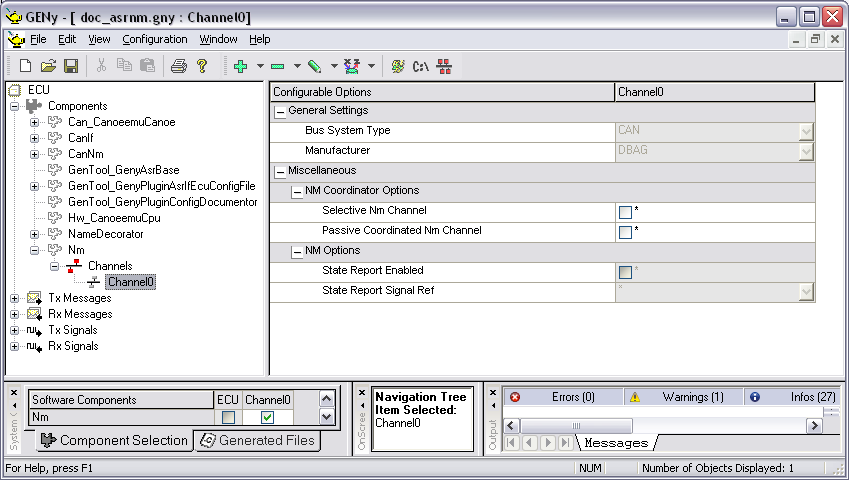 GENy - [ doc_asrnm.gny : Channel0]
File Edit View Configuration Window Help
C:\
ECU
Components
Can_CanoeemuCanoe
CanIf
CanNm
GenTool_GenyAsrBase
GenTool_GenyPluginAsrIfEcuConfigFile
GenTool_GenyPluginConfigDocumentor
Hw_CanoeemuCpu
NameDecorator
Nm
Channels
Channel0
Tx Messages
Rx Messages
Tx Signals
Rx Signals
Configurable Options Channel0
General Settings
Bus System Type CAN
Manufacturer DBAG
Miscellaneous
NM Coordinator Options
Selective Nm Channel *
Passive Coordinated Nm Channel *
NM Options
State Report Enabled *
State Report Signal Ref *
System (
Software Components ECU Channel0
Nm
Component Selection Generated Files
OnScree
Navigation Tree
Item Selected:
Channel0
Output
Errors (0) Warnings (1) Infos (27)
Messages
For Help, press F1 NUM Number of Objects Displayed: 1